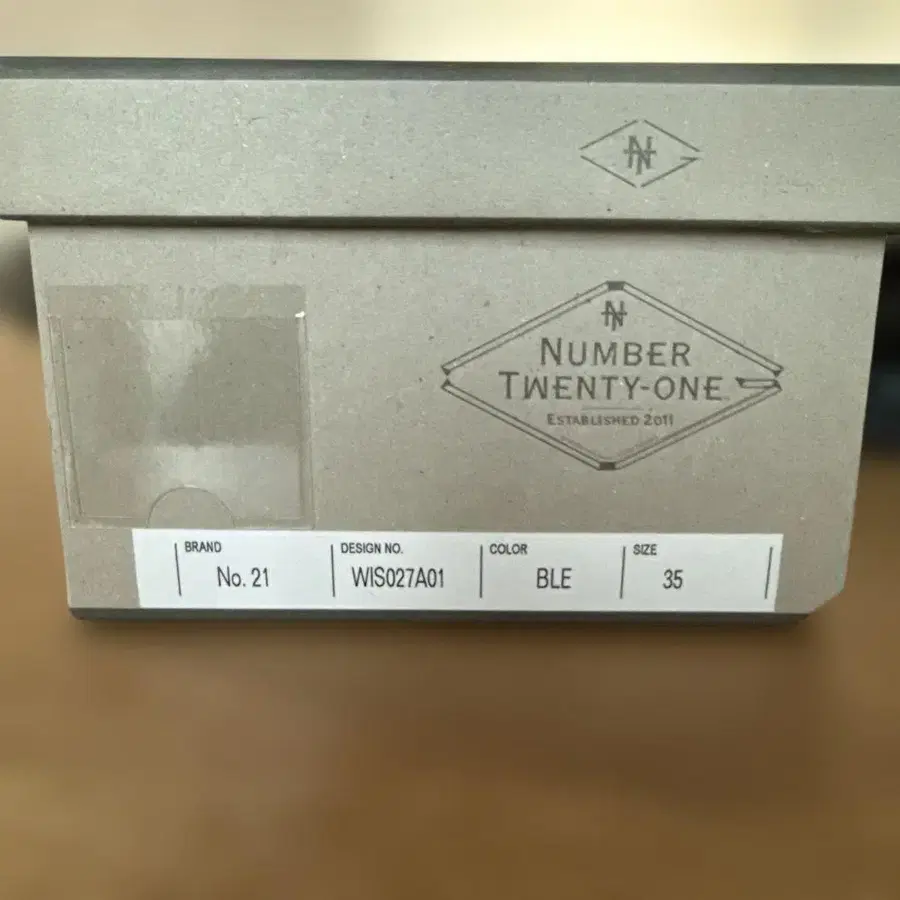 N
N
NUMBER
TWENTY-ONE
ESTABLISHED 2011
BRAND DESIGN NO. COLOR SIZE
No. 21 WIS027A01 BLE 35